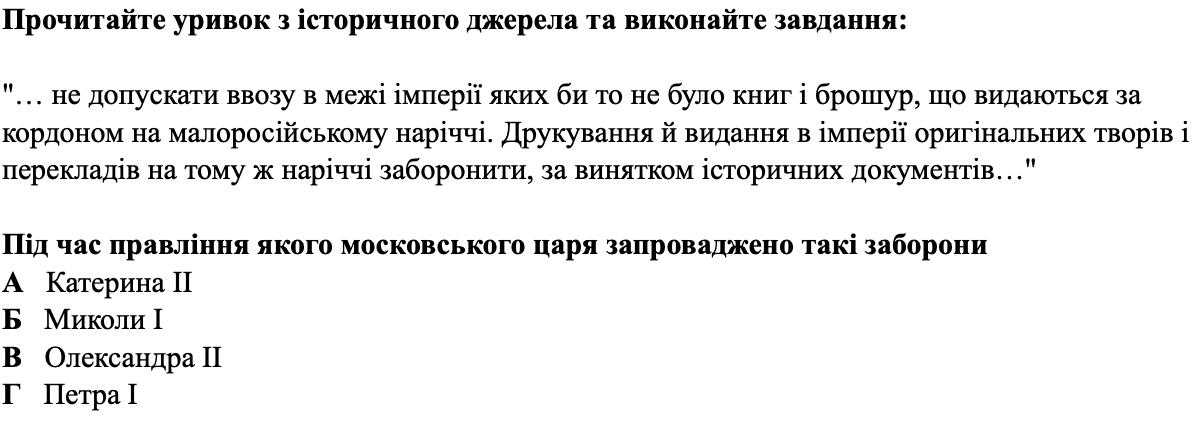 Прочитайте уривок з історичного джерела та виконайте завдання:
"… не допускати ввозу в межі імперії яких би то не було книг і брошур, що видаються за
кордоном на малоросійському наріччі. Друкування й видання в імперії оригінальних творів і
перекладів на тому ж наріччі заборонити, за винятком історичних документів…"
Під час правління якого московського царя запроваджено такі заборони
А Катерина ІІ
Б Миколи І
В Олександра ІІ
Г Петра І